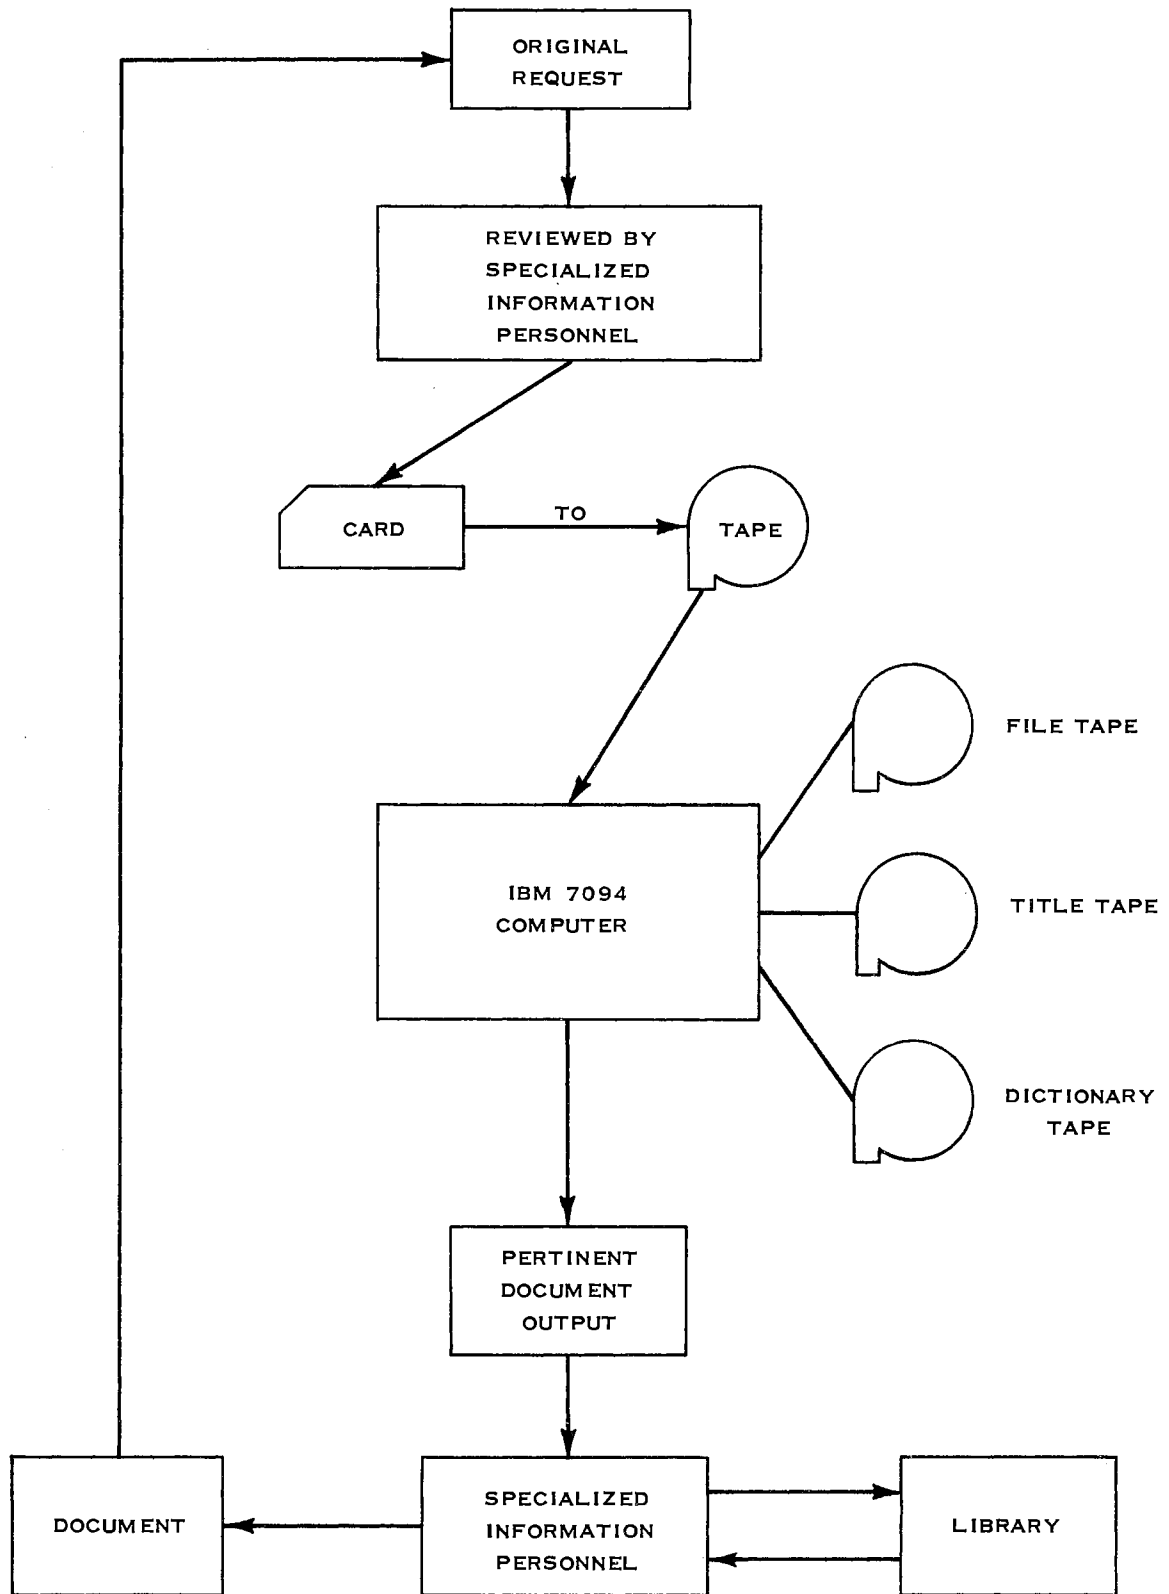 ORIGINAL
REQUEST
REVIEWED BY
SPECIALIZED
INFORMATION
PERSONNEL
CARD
TO
TAPE
FILE TAPE
IBM 7094
COMPUTER
TITLE TAPE
DICTIONARY
TAPE
PERTINENT
DOCUMENT
OUTPUT
DOCUMENT
SPECIALIZED
INFORMATION
PERSONNEL
LIBRARY